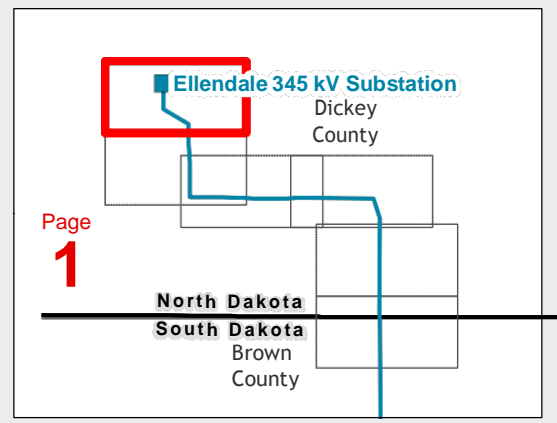 Ellendale 345 kV Substation
Dickey
County
Page
1
North Dakota
South Dakota
Brown
County